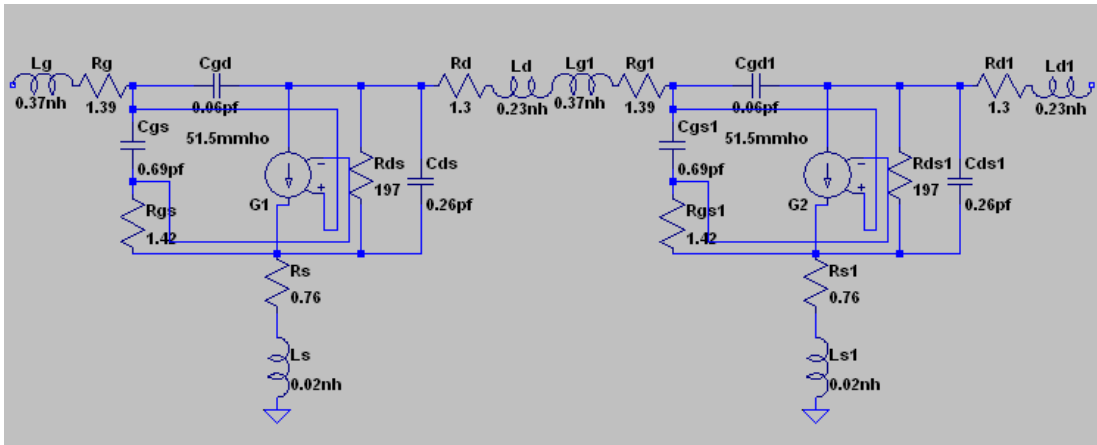 Lg Rg Cgd Rd Ld Lg1 Rg1 Cgd1 Rd1 Ld1
0.37nh 1.39 0.06pf 1.3 0.23nh 0.37nh 1.39 0.06pf 1.3 0.23nh
Cgs 51.5mmho Cgs1 51.5mmho
0.69pf Rds Cds 0.69pf Rds1 Cds1
- -
+ +
197 197
Rgs G1 0.26pf Rgs1 G2 0.26pf
1.42 1.42
Rs Rs1
0.76 0.76
Ls Ls1
0.02nh 0.02nh